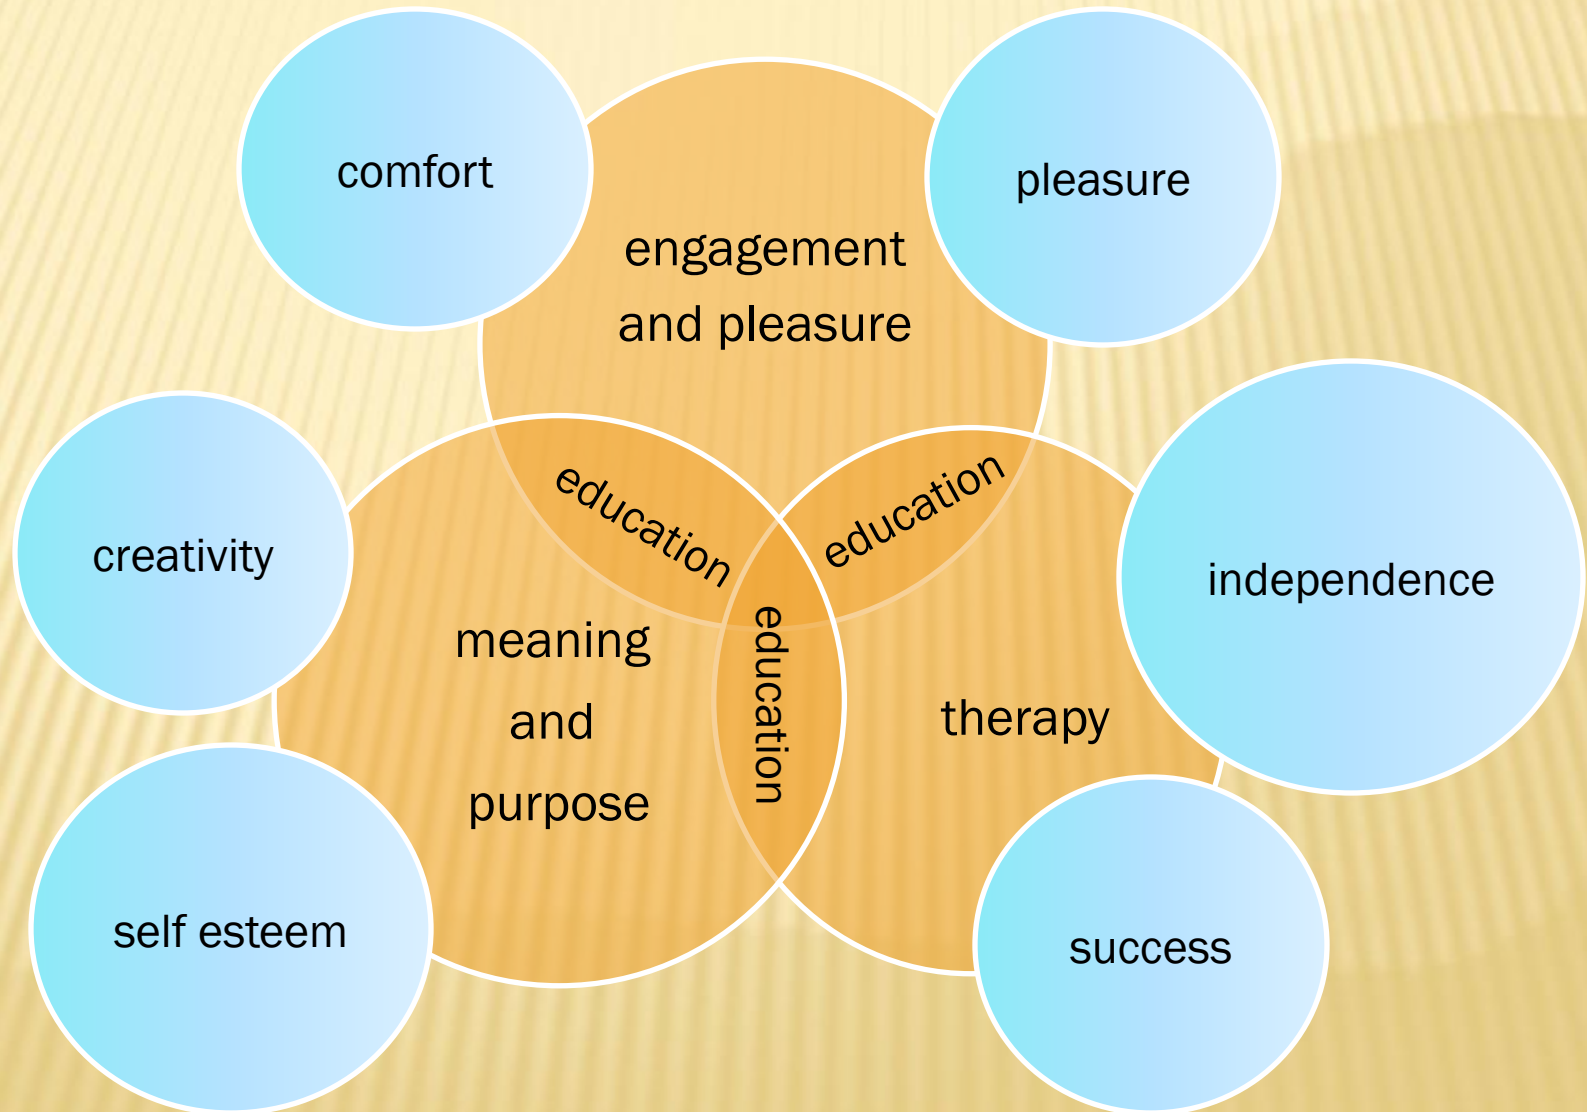 comfort
pleasure
engagement
and pleasure
education
education
creativity
independence
meaning
and
purpose
education
therapy
self esteem
success